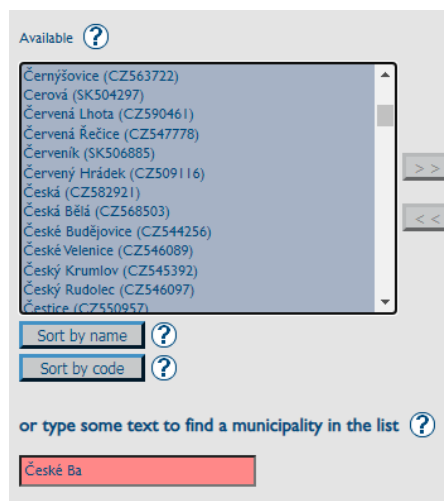 Available ?
Černýšovice (CZ563722)
Cerová (SK504297)
Červená Lhota (CZ590461)
Červená Řečice (CZ547778)
Červeník (SK506885)
Červený Hrádek (CZ509116)
Česká (CZ582921)
Česká Bělá (CZ568503)
České Budějovice (CZ544256)
České Velenice (CZ546089)
Český Krumlov (CZ545392)
Český Rudolec (CZ546097)
Čestice (CZ550957)
> >
< <
Sort by name ?
Sort by code ?
or type some text to find a municipality in the list ?
České Ba